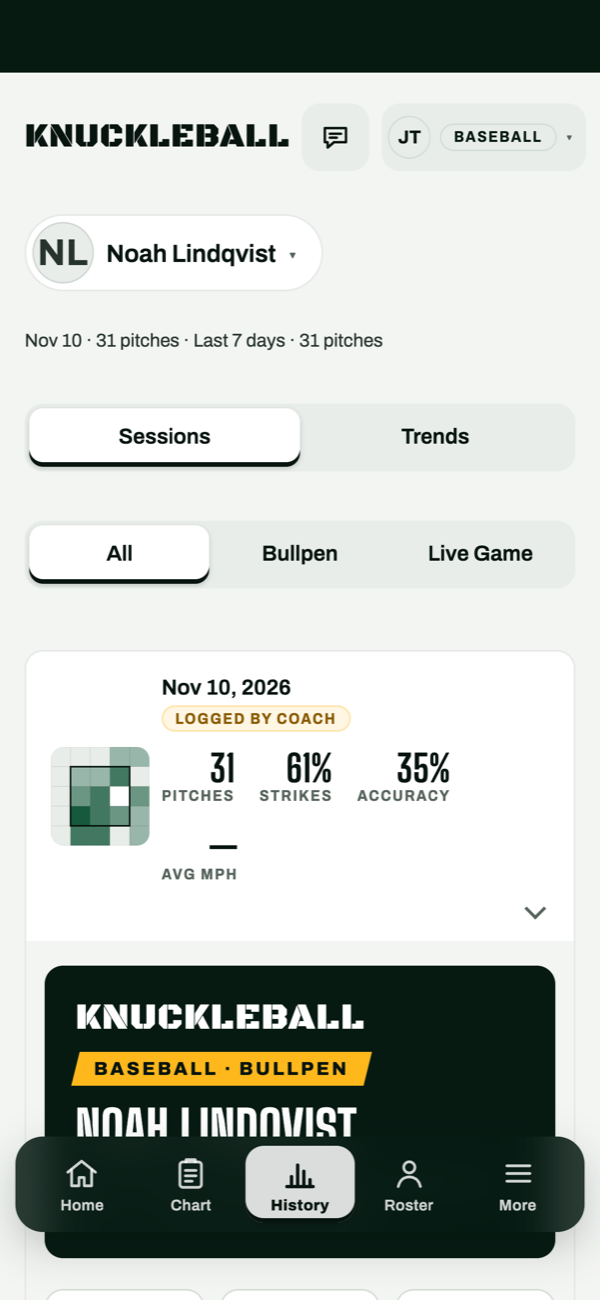 KNUCKLEBALL
JT BASEBALL
NL Noah Lindqvist
Nov 10 · 31 pitches · Last 7 days · 31 pitches
Sessions Trends
All Bullpen Live Game
Nov 10, 2026
LOGGED BY COACH
31 61% 35%
PITCHES STRIKES ACCURACY
—
AVG MPH
KNUCKLEBALL
BASEBALL · BULLPEN
NOAH LINDQVIST
Home Chart History Roster More